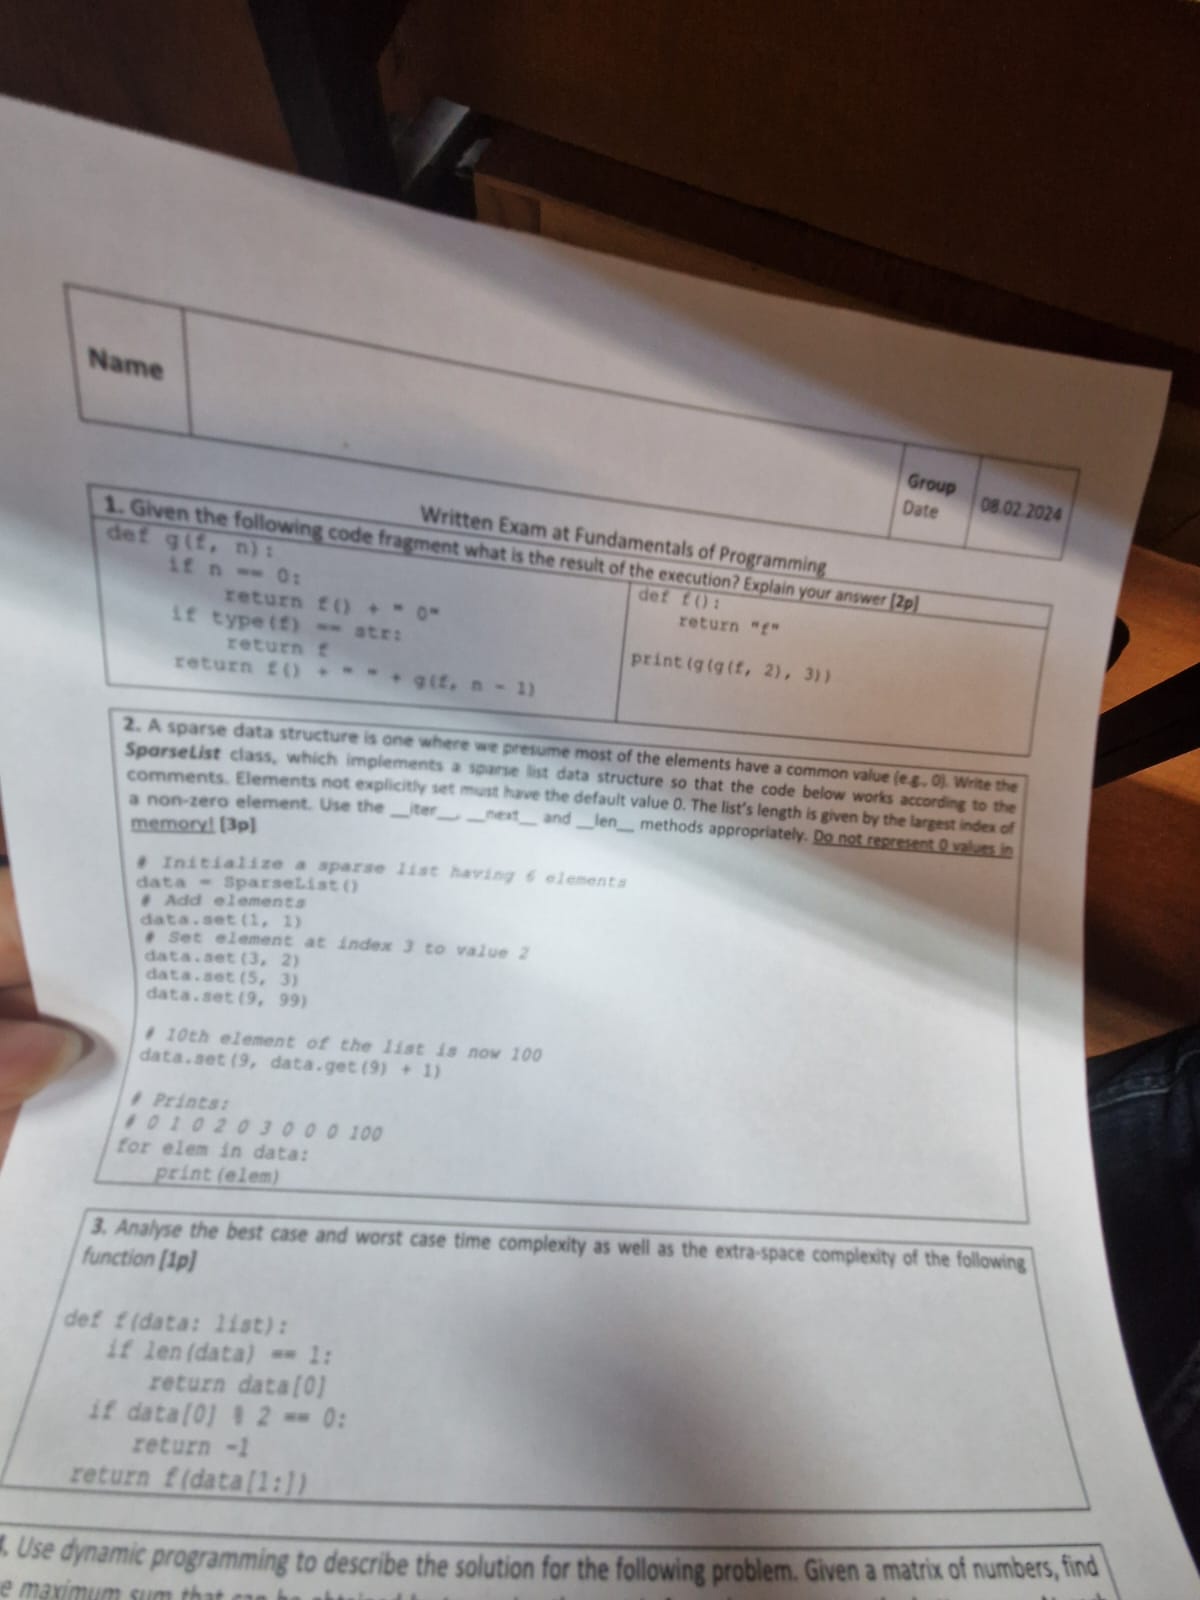 Name
Group
Date
08.02.2024
Written Exam at Fundamentals of Programming
1. Given the following code fragment what is the result of the execution? Explain your answer [2p]
def g(f, n):
if n == 0:
return f() + " 0"
if type(f) == str:
return f
return f() + " " + g(f, n - 1)
def f():
return "f"
print(g(g(f, 2), 3))
2. A sparse data structure is one where we presume most of the elements have a common value (e.g., 0). Write the
SparseList class, which implements a sparse list data structure so that the code below works according to the
comments. Elements not explicitly set must have the default value 0. The list's length is given by the largest index of
a non-zero element. Use the __iter__, __next__ and __len__ methods appropriately. Do not represent 0 values in
memory! [3p]
# Initialize a sparse list having 6 elements
data = SparseList()
# Add elements
data.set(1, 1)
# Set element at index 3 to value 2
data.set(3, 2)
data.set(5, 3)
data.set(9, 99)
# 10th element of the list is now 100
data.set(9, data.get(9) + 1)
# Prints:
# 0 1 0 2 0 3 0 0 0 100
for elem in data:
print(elem)
3. Analyse the best case and worst case time complexity as well as the extra-space complexity of the following
function [1p]
def f(data: list):
if len(data) == 1:
return data[0]
if data[0] % 2 == 0:
return -1
return f(data[1:])
. Use dynamic programming to describe the solution for the following problem. Given a matrix of numbers, find
maximum sum that can be obtained